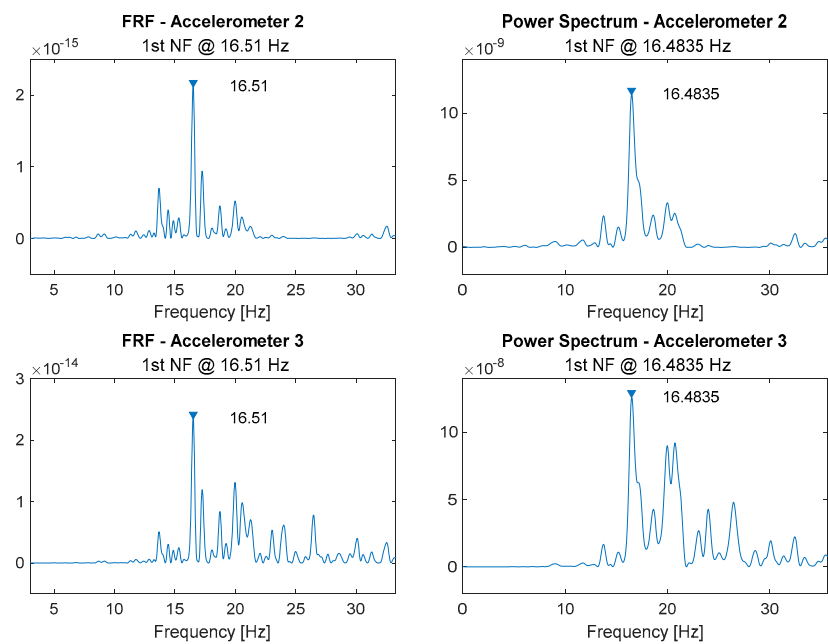 FRF - Accelerometer 2
1st NF @ 16.51 Hz
×10-15
16.51
2
1
0
5 10 15 20 25 30
Frequency [Hz]
Power Spectrum - Accelerometer 2
1st NF @ 16.4835 Hz
×10-9
16.4835
10
5
0
0 10 20 30
Frequency [Hz]
FRF - Accelerometer 3
1st NF @ 16.51 Hz
×10-14
3
16.51
2
1
0
5 10 15 20 25 30
Frequency [Hz]
Power Spectrum - Accelerometer 3
1st NF @ 16.4835 Hz
×10-8
16.4835
10
5
0
0 10 20 30
Frequency [Hz]